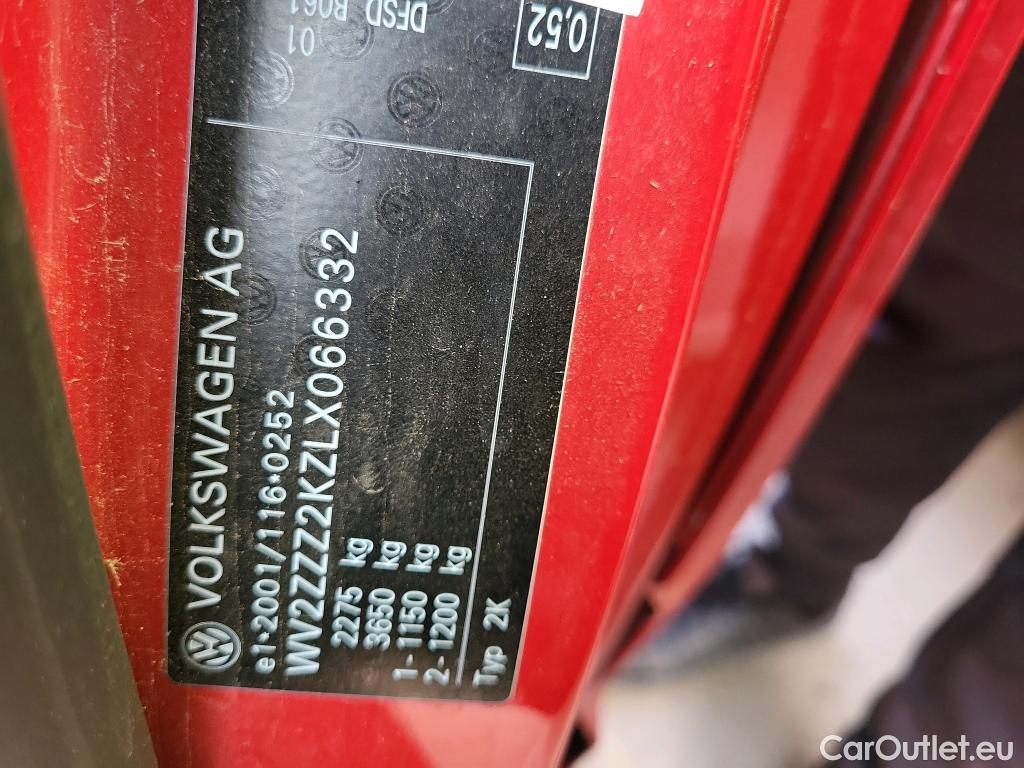 VOLKSWAGEN AG
e1*2001/116*0252
WV2ZZZ2KZLX066332
2275 kg
3650 kg
1- 1150 kg
2- 1200 kg
Typ 2K
01
DFSD
0,52
CarOutlet.eu